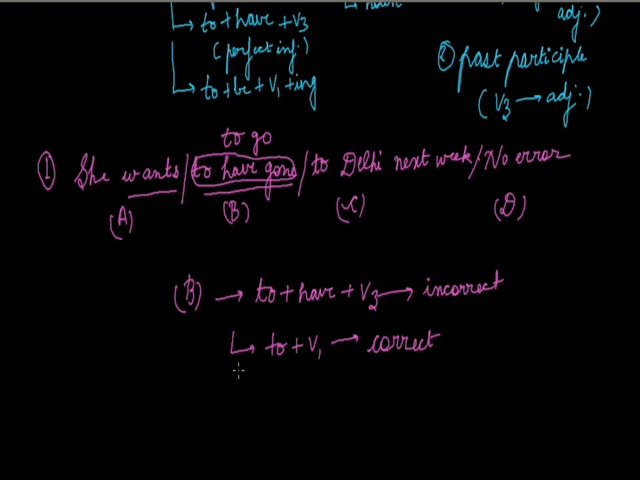 to + have + v3
adj.)
(perfect inf.)
② past participle
to + be + v1 + ing
(v3 → adj.)
to go
① She wants / to have gone / to Delhi next week / No error
(A) (B) (C) (D)
(B) → to + have + v3 → incorrect
to + v1 → correct